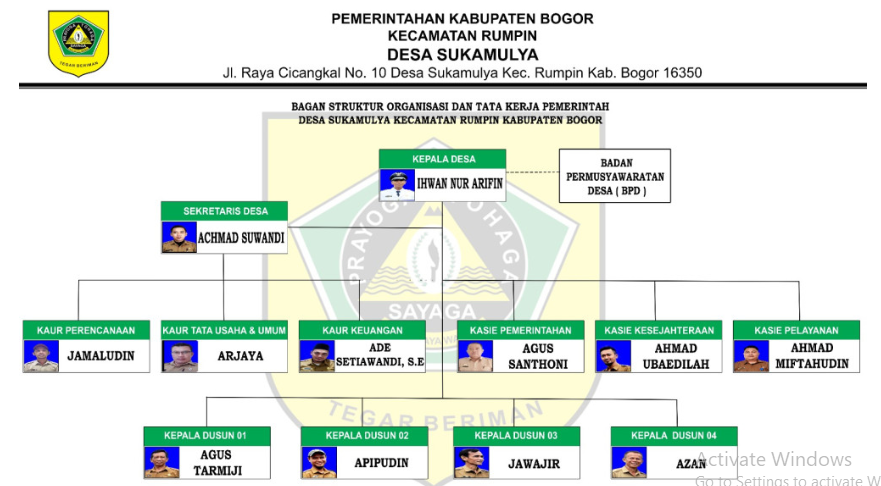 PEMERINTAHAN KABUPATEN BOGOR
KECAMATAN RUMPIN
DESA SUKAMULYA
Jl. Raya Cicangkal No. 10 Desa Sukamulya Kec. Rumpin Kab. Bogor 16350
TEGAR BERIMAN
BAGAN STRUKTUR ORGANISASI DAN TATA KERJA PEMERINTAH
DESA SUKAMULYA KECAMATAN RUMPIN KABUPATEN BOGOR
KEPALA DESA
IHWAN NUR ARIFIN
BADAN
PERMUSYAWARATAN
DESA ( BPD )
SEKRETARIS DESA
ACHMAD SUWANDI
PRAYOGA TOHAGA
SAYAGA
KAUR PERENCANAAN
JAMALUDIN
KAUR TATA USAHA & UMUM
ARJAYA
KAUR KEUANGAN
ADE
SETIAWANDI, S.E
KASIE PEMERINTAHAN
AGUS
SANTHONI
KASIE KESEJAHTERAAN
AHMAD
UBAEDILAH
KASIE PELAYANAN
AHMAD
MIFTAHUDIN
TEGAR BERIMAN
KEPALA DUSUN 01
AGUS
TARMIJI
KEPALA DUSUN 02
APIPUDIN
KEPALA DUSUN 03
JAWAJIR
KEPALA DUSUN 04
AZAN
Activate Windows
Go to Settings to activate W